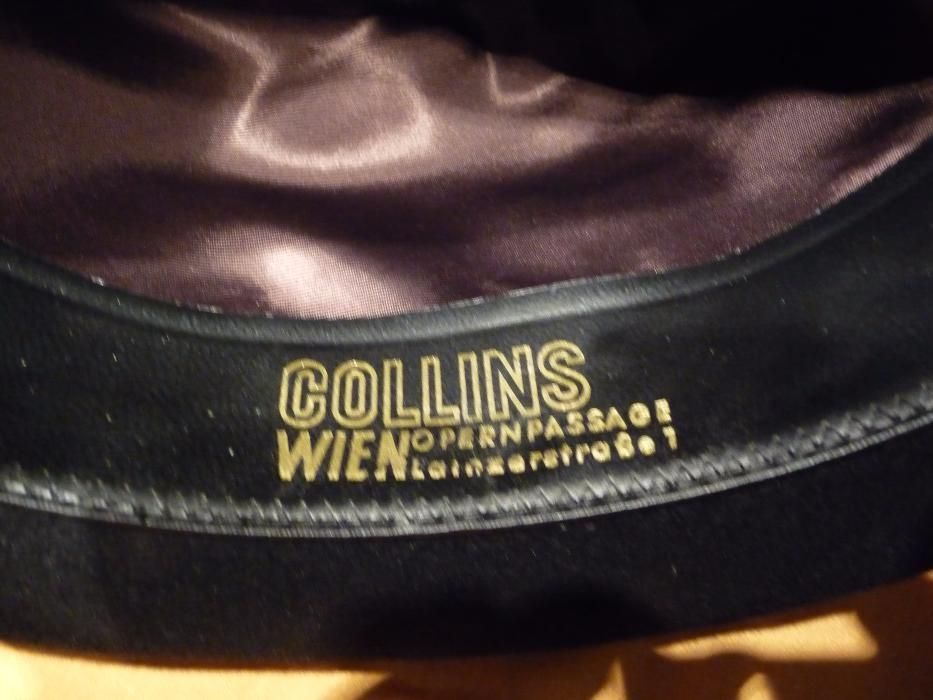 COLLINS
WIEN OPERNPASSAGE
Lainzerstraße 1